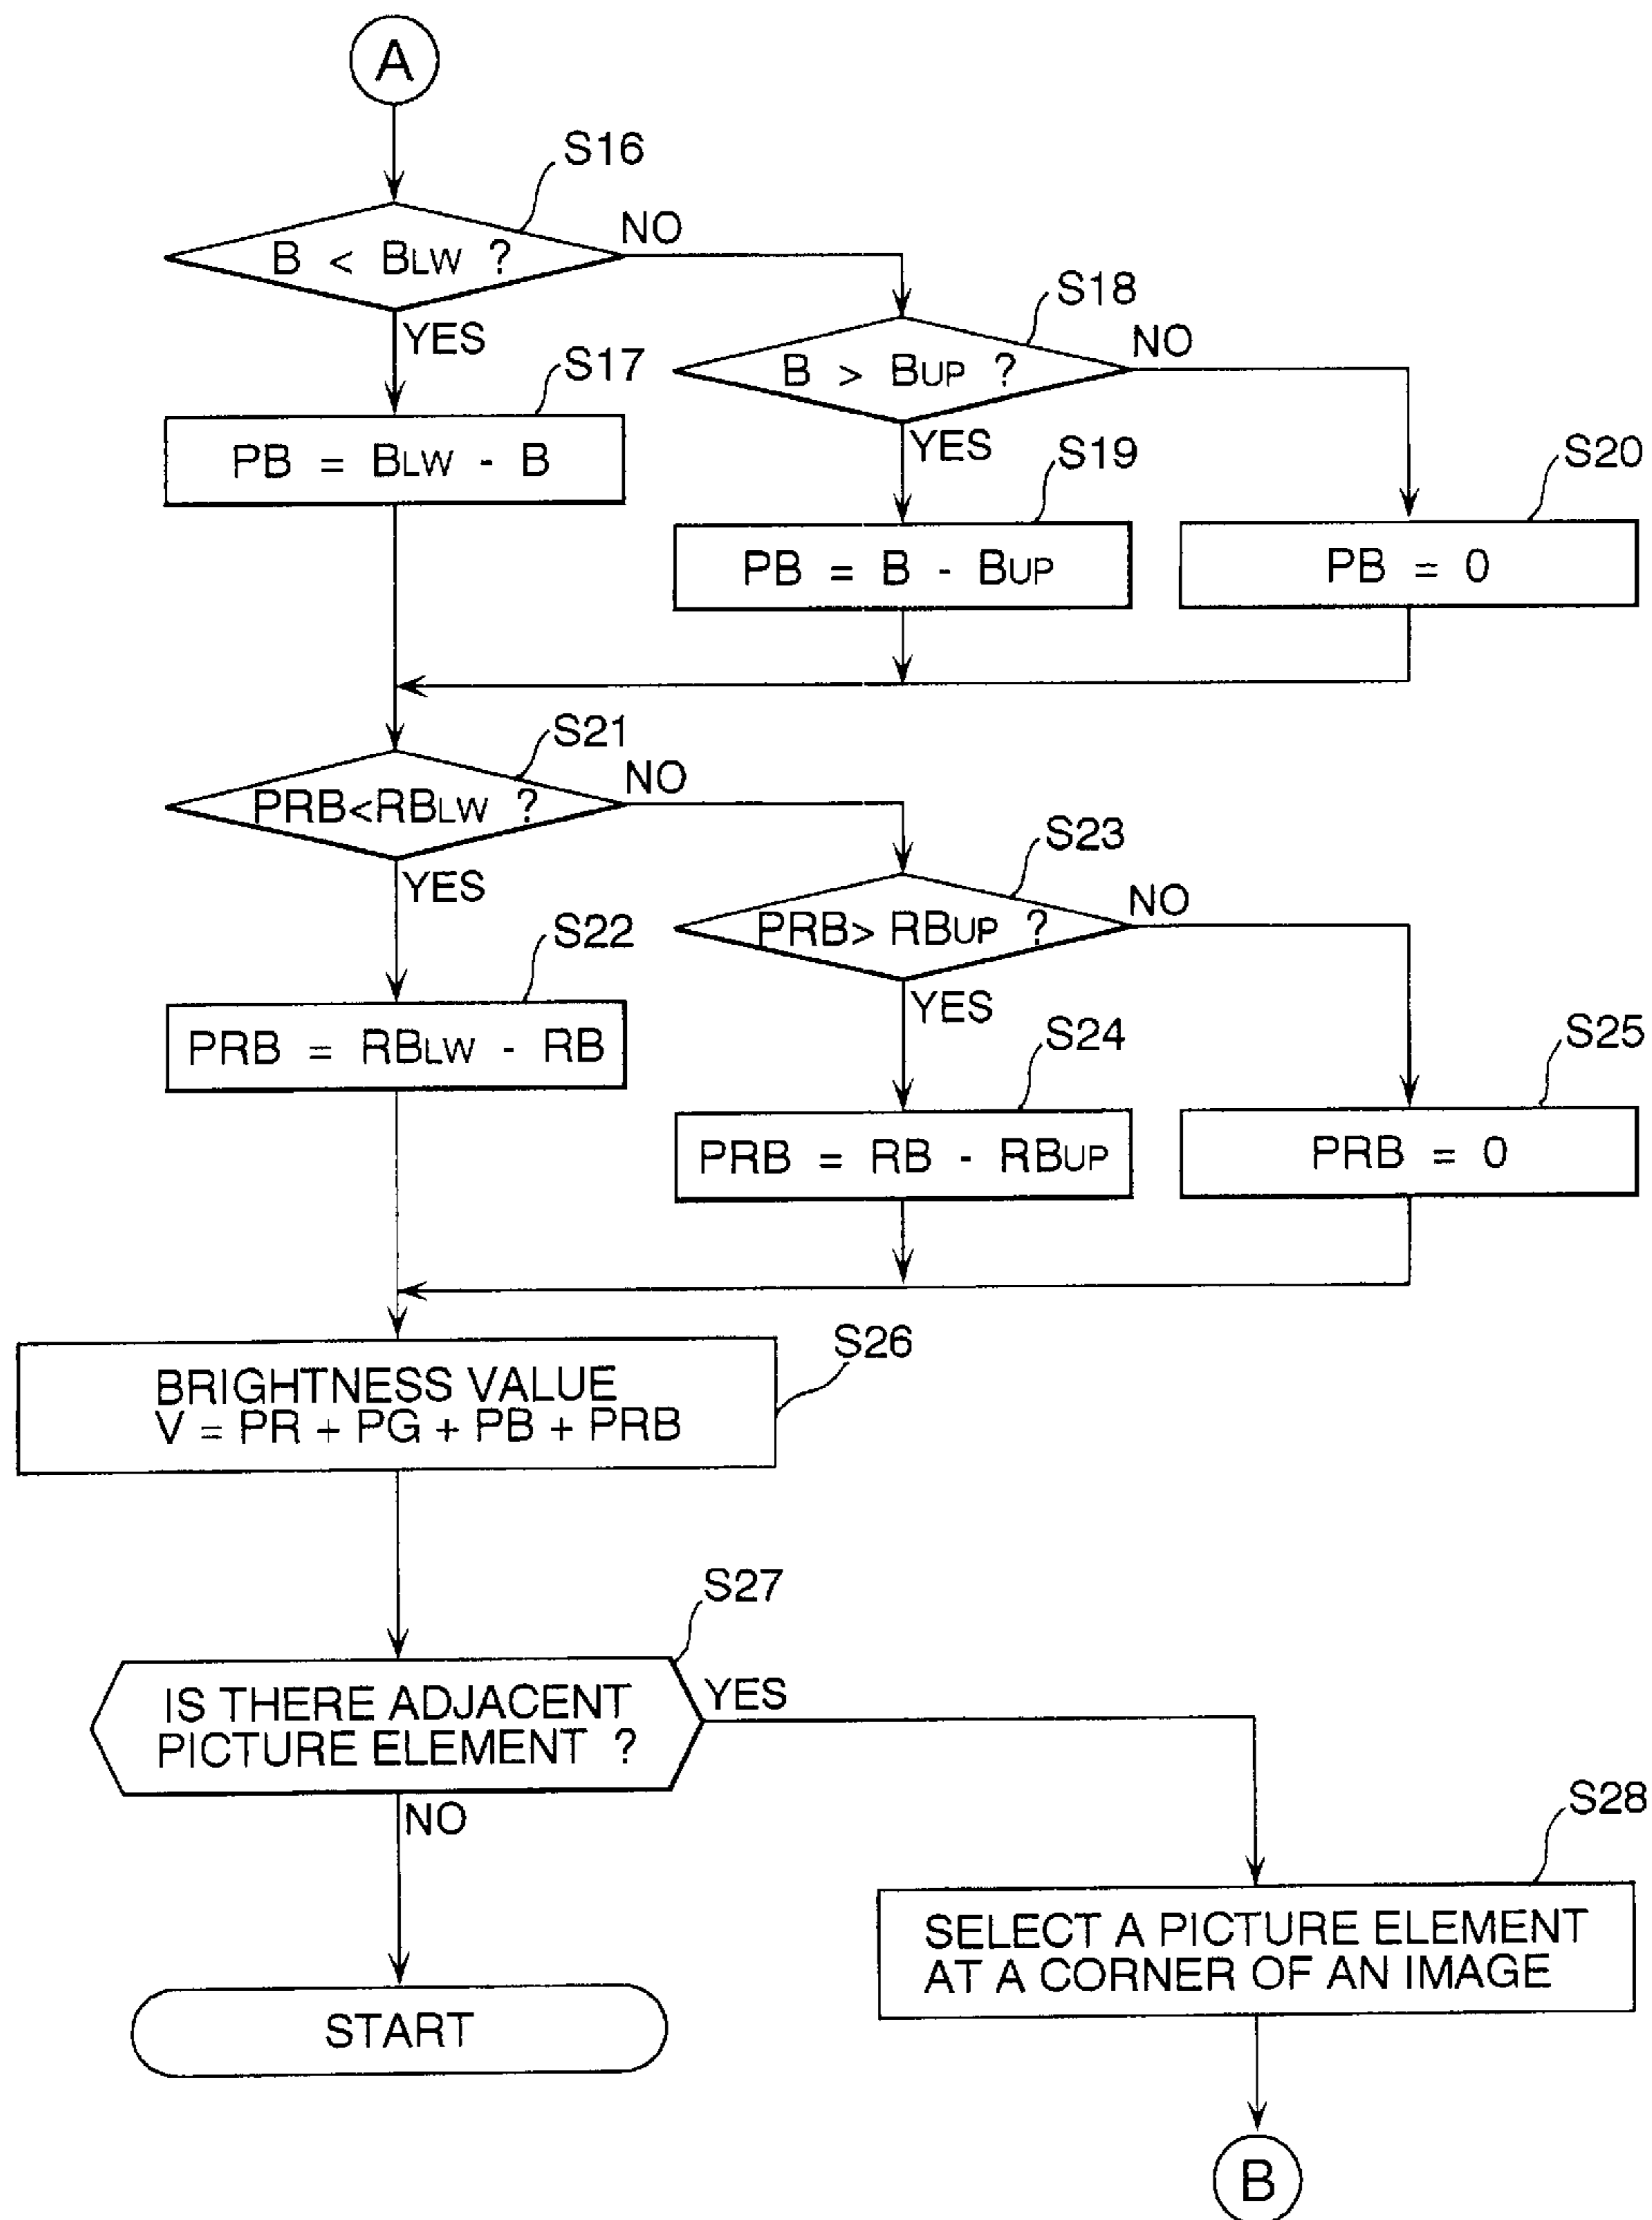 A
S16
B < BLW ?
NO
YES
S18
B > BUP ?
NO
YES
S17
PB = BLW - B
S19
PB = B - BUP
S20
PB = 0
S21
PRB<RBLW ?
NO
YES
S23
PRB> RBUP ?
NO
YES
S22
PRB = RBLW - RB
S24
PRB = RB - RBUP
S25
PRB = 0
S26
BRIGHTNESS VALUE
V = PR + PG + PB + PRB
S27
IS THERE ADJACENT
PICTURE ELEMENT ?
YES
NO
S28
SELECT A PICTURE ELEMENT
AT A CORNER OF AN IMAGE
START
B